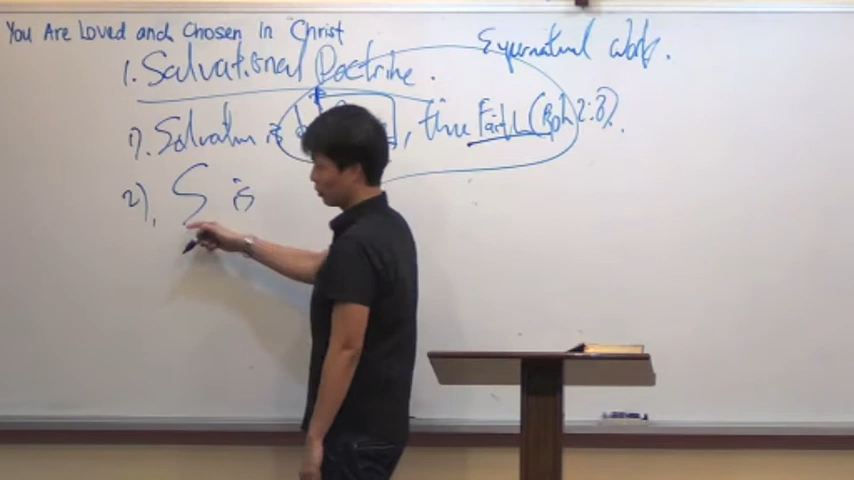 You Are Loved and Chosen In Christ
Supernatural Work.
1. Salvational Doctrine.
1). Salvation is , thru Faith (Eph 2:8).
2). S is